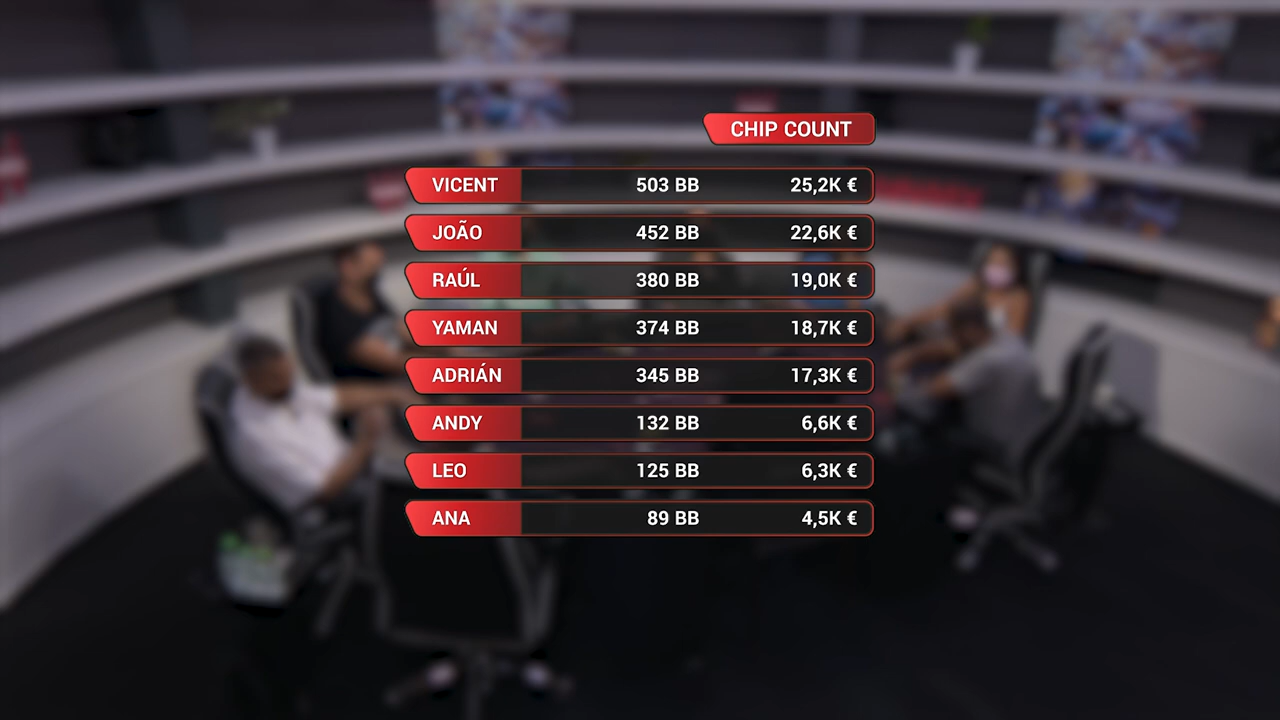 CHIP COUNT
VICENT 503 BB 25,2K €
JOÃO 452 BB 22,6K €
RAÚL 380 BB 19,0K €
YAMAN 374 BB 18,7K €
ADRIÁN 345 BB 17,3K €
ANDY 132 BB 6,6K €
LEO 125 BB 6,3K €
ANA 89 BB 4,5K €